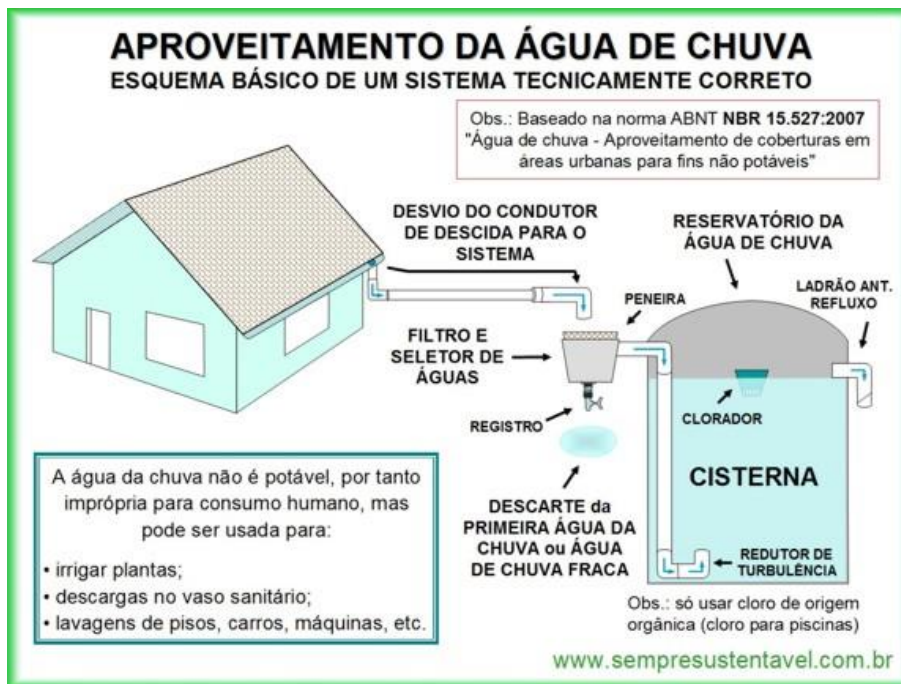 APROVEITAMENTO DA ÁGUA DE CHUVA
ESQUEMA BÁSICO DE UM SISTEMA TECNICAMENTE CORRETO
Obs.: Baseado na norma ABNT NBR 15.527:2007
"Água de chuva - Aproveitamento de coberturas em
áreas urbanas para fins não potáveis"
DESVIO DO CONDUTOR
DE DESCIDA PARA O
SISTEMA
RESERVATÓRIO DA
ÁGUA DE CHUVA
LADRÃO ANT.
REFLUXO
PENEIRA
FILTRO E
SELETOR DE
ÁGUAS
REGISTRO
CLORADOR
CISTERNA
DESCARTE da
PRIMEIRA ÁGUA DA
CHUVA ou ÁGUA
DE CHUVA FRACA
REDUTOR DE
TURBULÊNCIA
A água da chuva não é potável, por tanto
imprópria para consumo humano, mas
pode ser usada para:
• irrigar plantas;
• descargas no vaso sanitário;
• lavagens de pisos, carros, máquinas, etc.
Obs.: só usar cloro de origem
orgânica (cloro para piscinas)
www.sempresustentavel.com.br